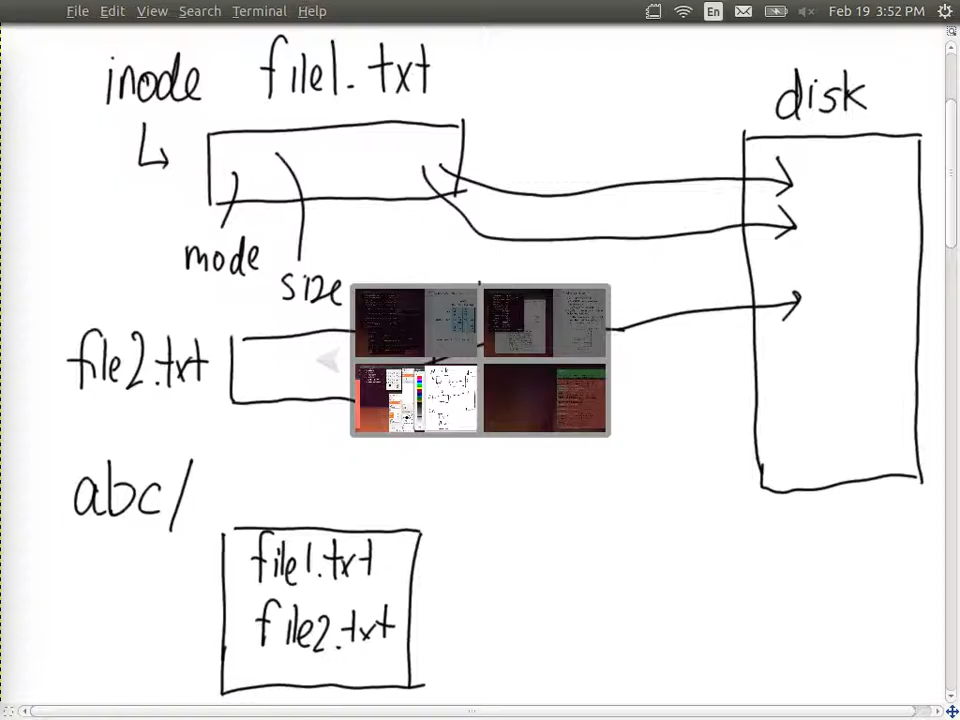 File Edit View Search Terminal Help
En Feb 19 3:52 PM
inode file1.txt
disk
mode
size
file2.txt
abc/
file1.txt
file2.txt